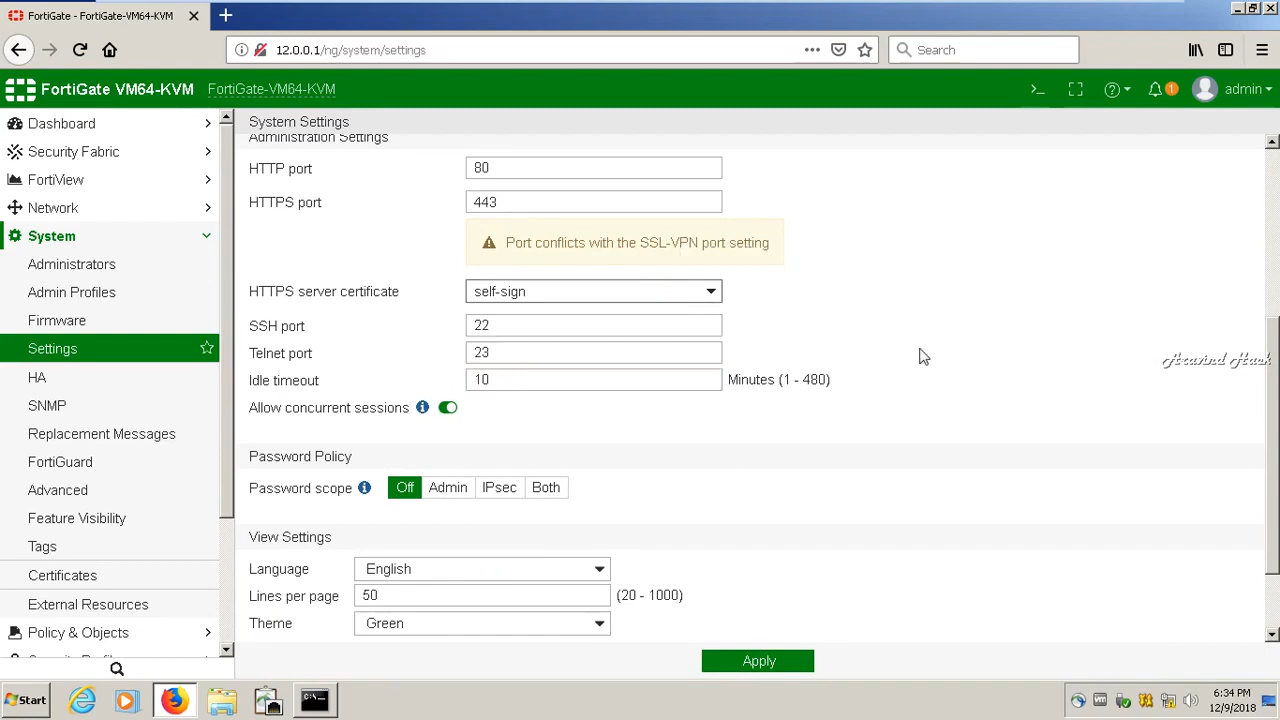 FortiGate - FortiGate-VM64-KVM
12.0.0.1/ng/system/settings
Search
FortiGate VM64-KVM
FortiGate-VM64-KVM
1
admin
Dashboard
Security Fabric
FortiView
Network
System
Administrators
Admin Profiles
Firmware
Settings
HA
SNMP
Replacement Messages
FortiGuard
Advanced
Feature Visibility
Tags
Certificates
External Resources
Policy & Objects
System Settings
Administration Settings
HTTP port 80
HTTPS port 443
Port conflicts with the SSL-VPN port setting
HTTPS server certificate self-sign
SSH port 22
Telnet port 23
Idle timeout 10 Minutes (1 - 480)
Allow concurrent sessions
Password Policy
Password scope Off Admin IPsec Both
View Settings
Language English
Lines per page 50 (20 - 1000)
Theme Green
Apply
Aravind Hack
Start
C:\.
6:34 PM
12/9/2018